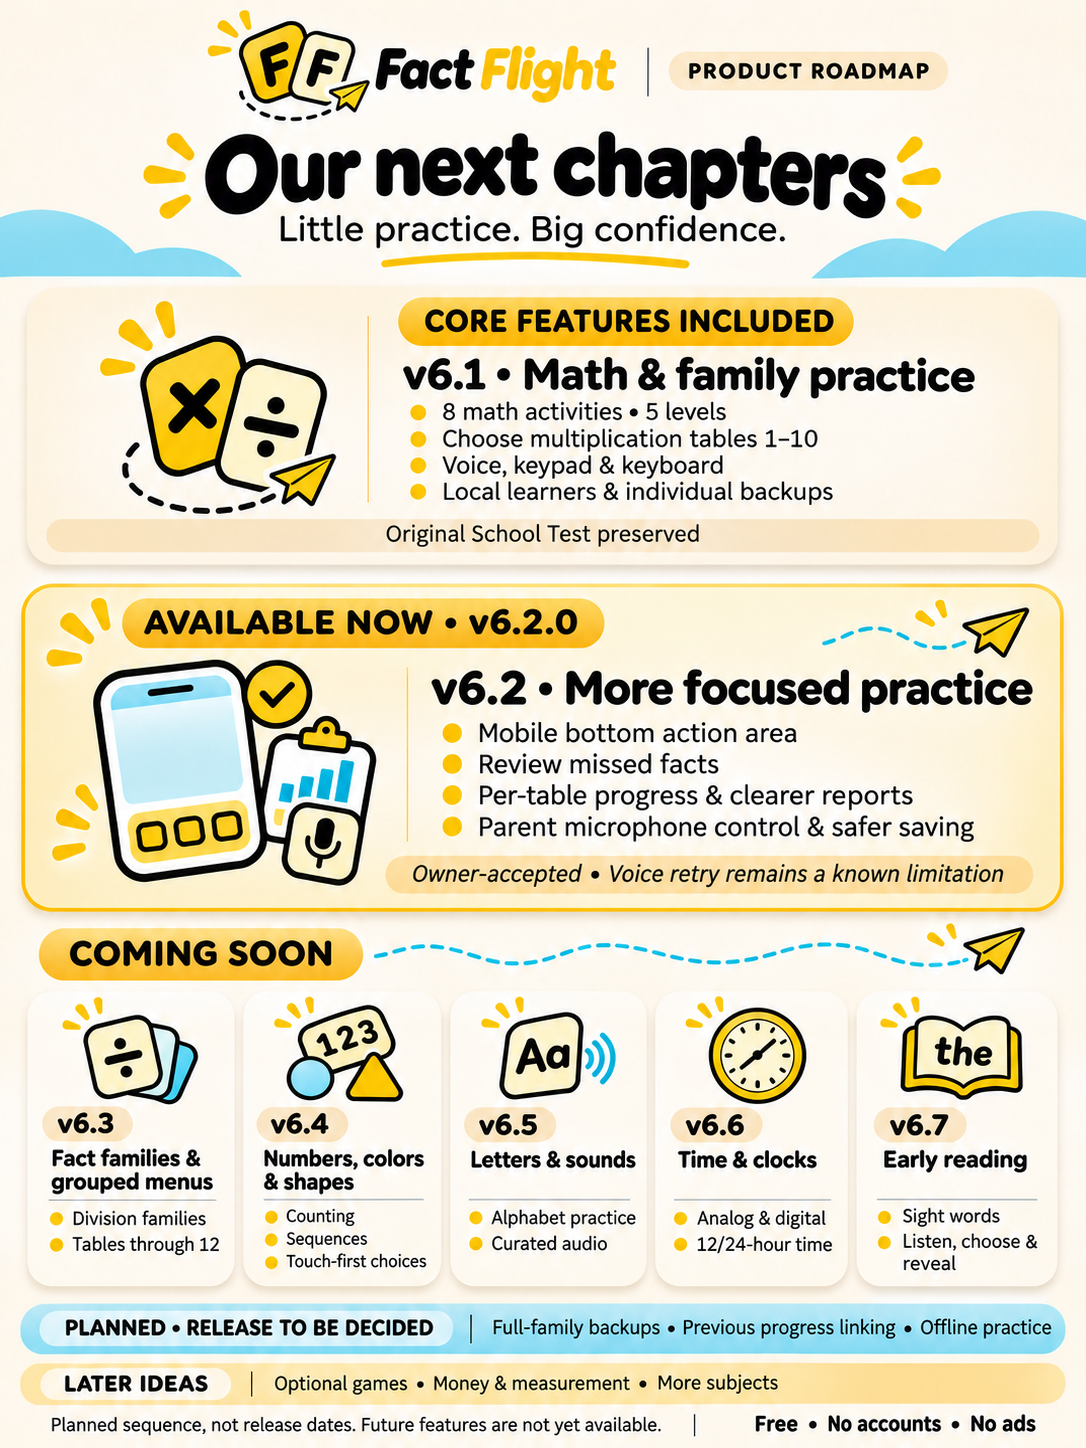 F F Fact Flight PRODUCT ROADMAP
Our next chapters
Little practice. Big confidence.
CORE FEATURES INCLUDED
v6.1 • Math & family practice
8 math activities • 5 levels
Choose multiplication tables 1–10
Voice, keypad & keyboard
Local learners & individual backups
Original School Test preserved
AVAILABLE NOW • v6.2.0
v6.2 • More focused practice
Mobile bottom action area
Review missed facts
Per-table progress & clearer reports
Parent microphone control & safer saving
Owner-accepted • Voice retry remains a known limitation
COMING SOON
v6.3
Fact families &
grouped menus
Division families
Tables through 12
123
v6.4
Numbers, colors
& shapes
Counting
Sequences
Touch-first choices
Aa
v6.5
Letters & sounds
Alphabet practice
Curated audio
v6.6
Time & clocks
Analog & digital
12/24-hour time
the
v6.7
Early reading
Sight words
Listen, choose &
reveal
PLANNED • RELEASE TO BE DECIDED Full-family backups • Previous progress linking • Offline practice
LATER IDEAS Optional games • Money & measurement • More subjects
Planned sequence, not release dates. Future features are not yet available. Free • No accounts • No ads